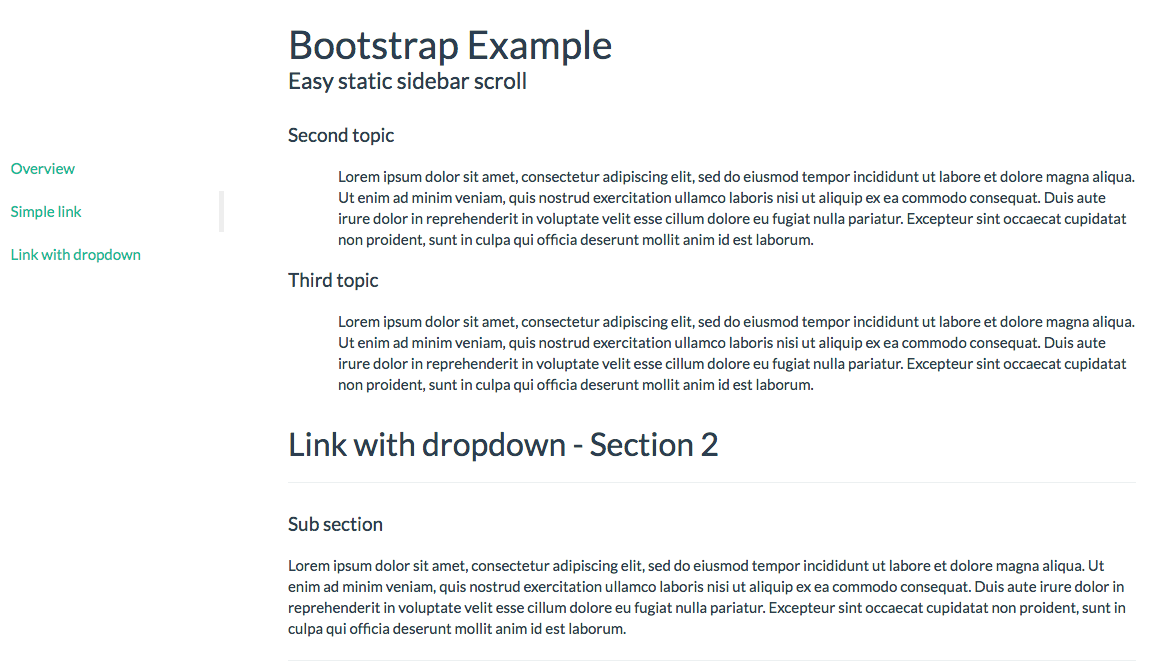 Bootstrap Example
Easy static sidebar scroll
Overview
Simple link
Link with dropdown
Second topic
Lorem ipsum dolor sit amet, consectetur adipiscing elit, sed do eiusmod tempor incididunt ut labore et dolore magna aliqua.
Ut enim ad minim veniam, quis nostrud exercitation ullamco laboris nisi ut aliquip ex ea commodo consequat. Duis aute
irure dolor in reprehenderit in voluptate velit esse cillum dolore eu fugiat nulla pariatur. Excepteur sint occaecat cupidatat
non proident, sunt in culpa qui officia deserunt mollit anim id est laborum.
Third topic
Lorem ipsum dolor sit amet, consectetur adipiscing elit, sed do eiusmod tempor incididunt ut labore et dolore magna aliqua.
Ut enim ad minim veniam, quis nostrud exercitation ullamco laboris nisi ut aliquip ex ea commodo consequat. Duis aute
irure dolor in reprehenderit in voluptate velit esse cillum dolore eu fugiat nulla pariatur. Excepteur sint occaecat cupidatat
non proident, sunt in culpa qui officia deserunt mollit anim id est laborum.
Link with dropdown - Section 2
Sub section
Lorem ipsum dolor sit amet, consectetur adipiscing elit, sed do eiusmod tempor incididunt ut labore et dolore magna aliqua. Ut
enim ad minim veniam, quis nostrud exercitation ullamco laboris nisi ut aliquip ex ea commodo consequat. Duis aute irure dolor in
reprehenderit in voluptate velit esse cillum dolore eu fugiat nulla pariatur. Excepteur sint occaecat cupidatat non proident, sunt in
culpa qui officia deserunt mollit anim id est laborum.